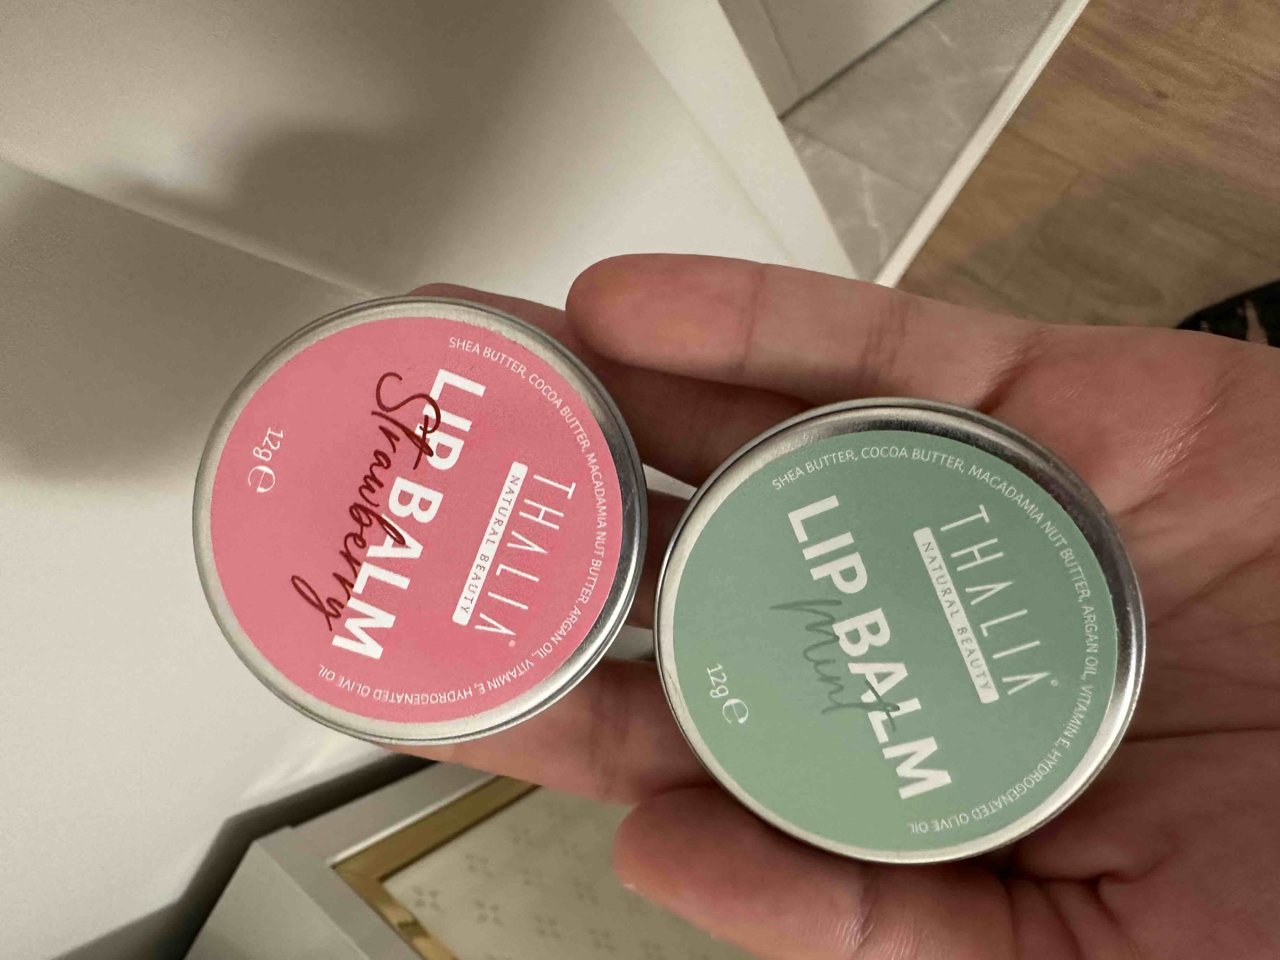 SHEA BUTTER, COCOA BUTTER, MACADAMIA NUT BUTTER, ARGAN OIL, VITAMIN E, HYDROGENATED OLIVE OIL
THALIA®
NATURAL BEAUTY
LIP BALM
Strawberry
12g ℮
SHEA BUTTER, COCOA BUTTER, MACADAMIA NUT BUTTER, ARGAN OIL, VITAMIN E, HYDROGENATED OLIVE OIL
THALIA®
NATURAL BEAUTY
LIP BALM
Mint
12g ℮